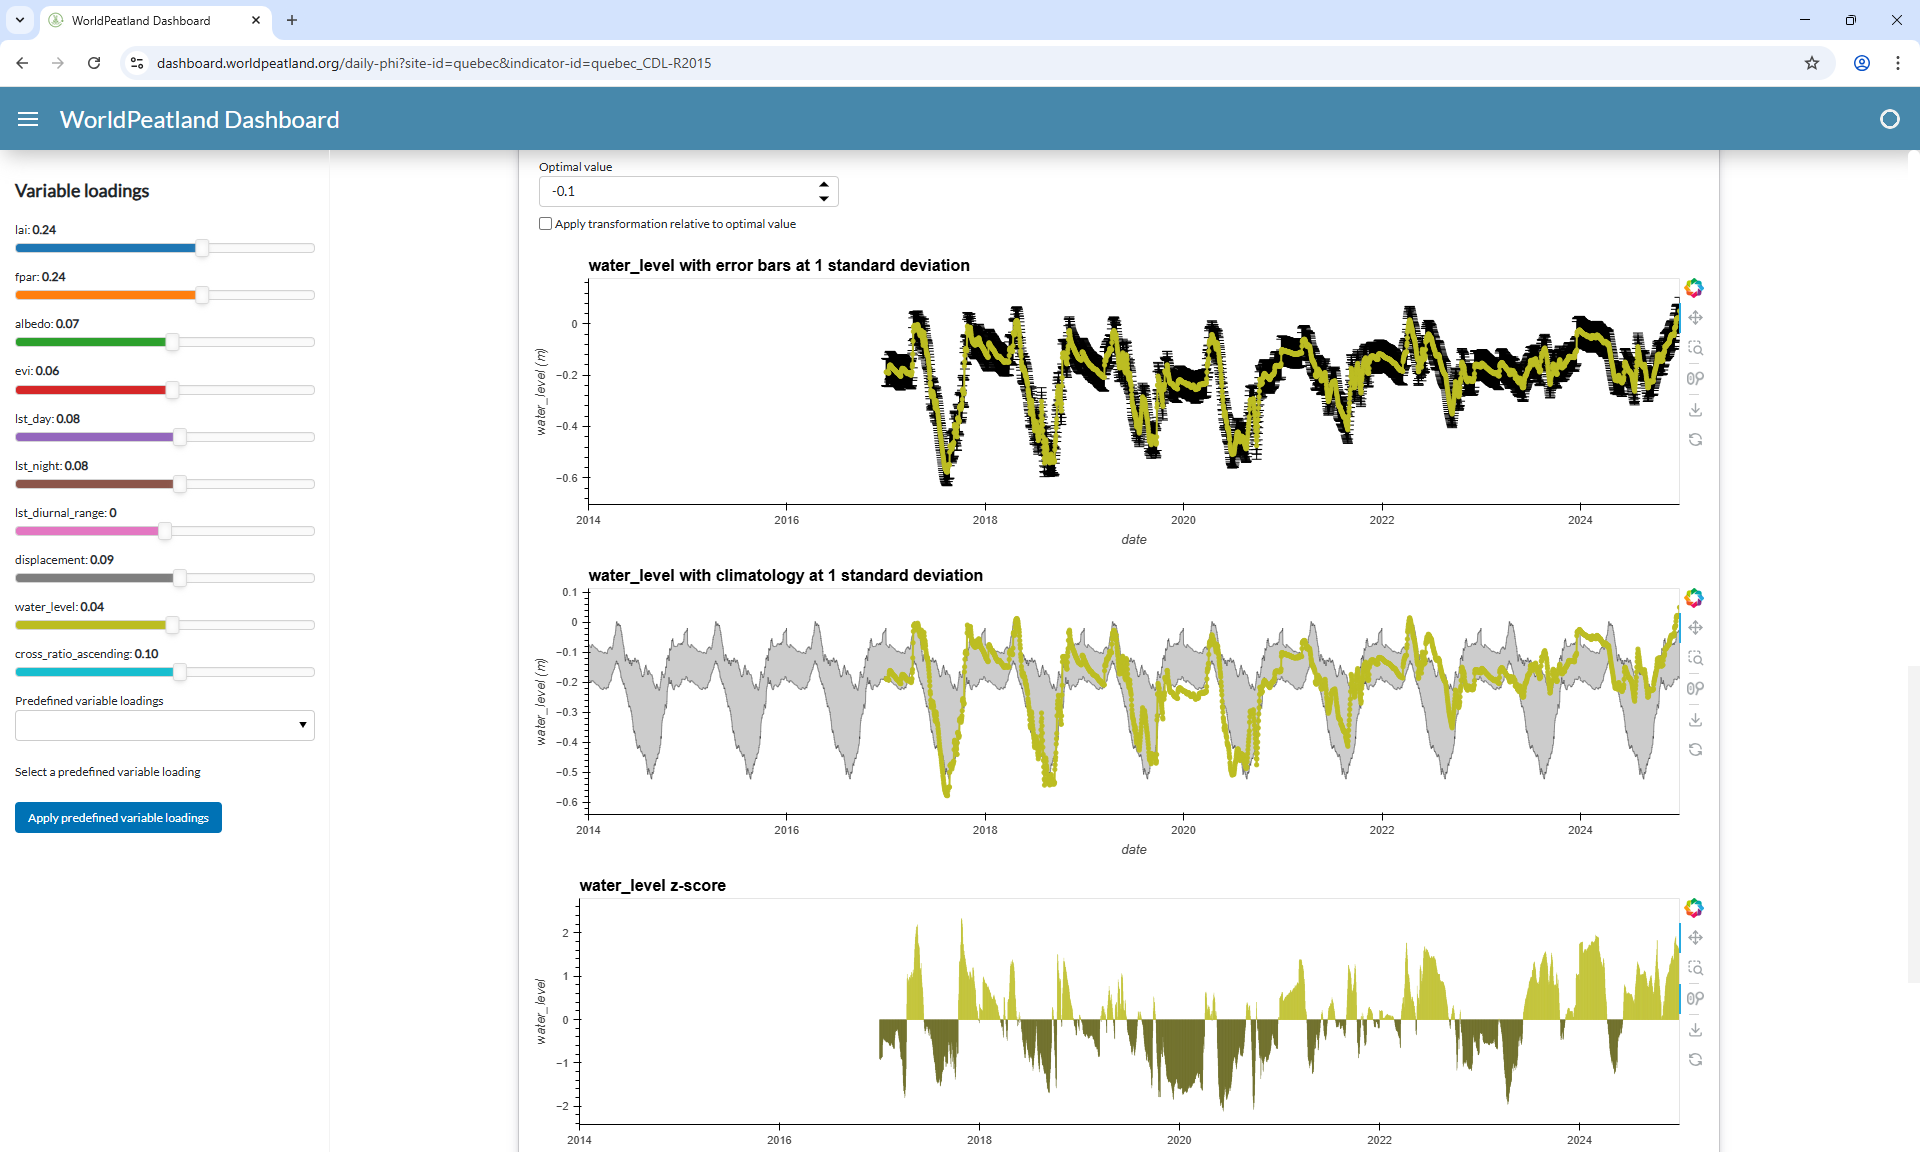 WorldPeatland Dashboard
dashboard.worldpeatland.org/daily-phi?site-id=quebec&indicator-id=quebec_CDL-R2015
WorldPeatland Dashboard
Variable loadings
lai: 0.24
fpar: 0.24
albedo: 0.07
evi: 0.06
lst_day: 0.08
lst_night: 0.08
lst_diurnal_range: 0
displacement: 0.09
water_level: 0.04
cross_ratio_ascending: 0.10
Predefined variable loadings
Select a predefined variable loading
Apply predefined variable loadings
Optimal value
-0.1
Apply transformation relative to optimal value
water_level with error bars at 1 standard deviation
water_level (m)
0
−0.2
−0.4
−0.6
2014 2016 2018 2020 2022 2024
date
water_level with climatology at 1 standard deviation
water_level (m)
0.1
0
−0.1
−0.2
−0.3
−0.4
−0.5
−0.6
2014 2016 2018 2020 2022 2024
date
water_level z-score
water_level
2
1
0
−1
−2
2014 2016 2018 2020 2022 2024